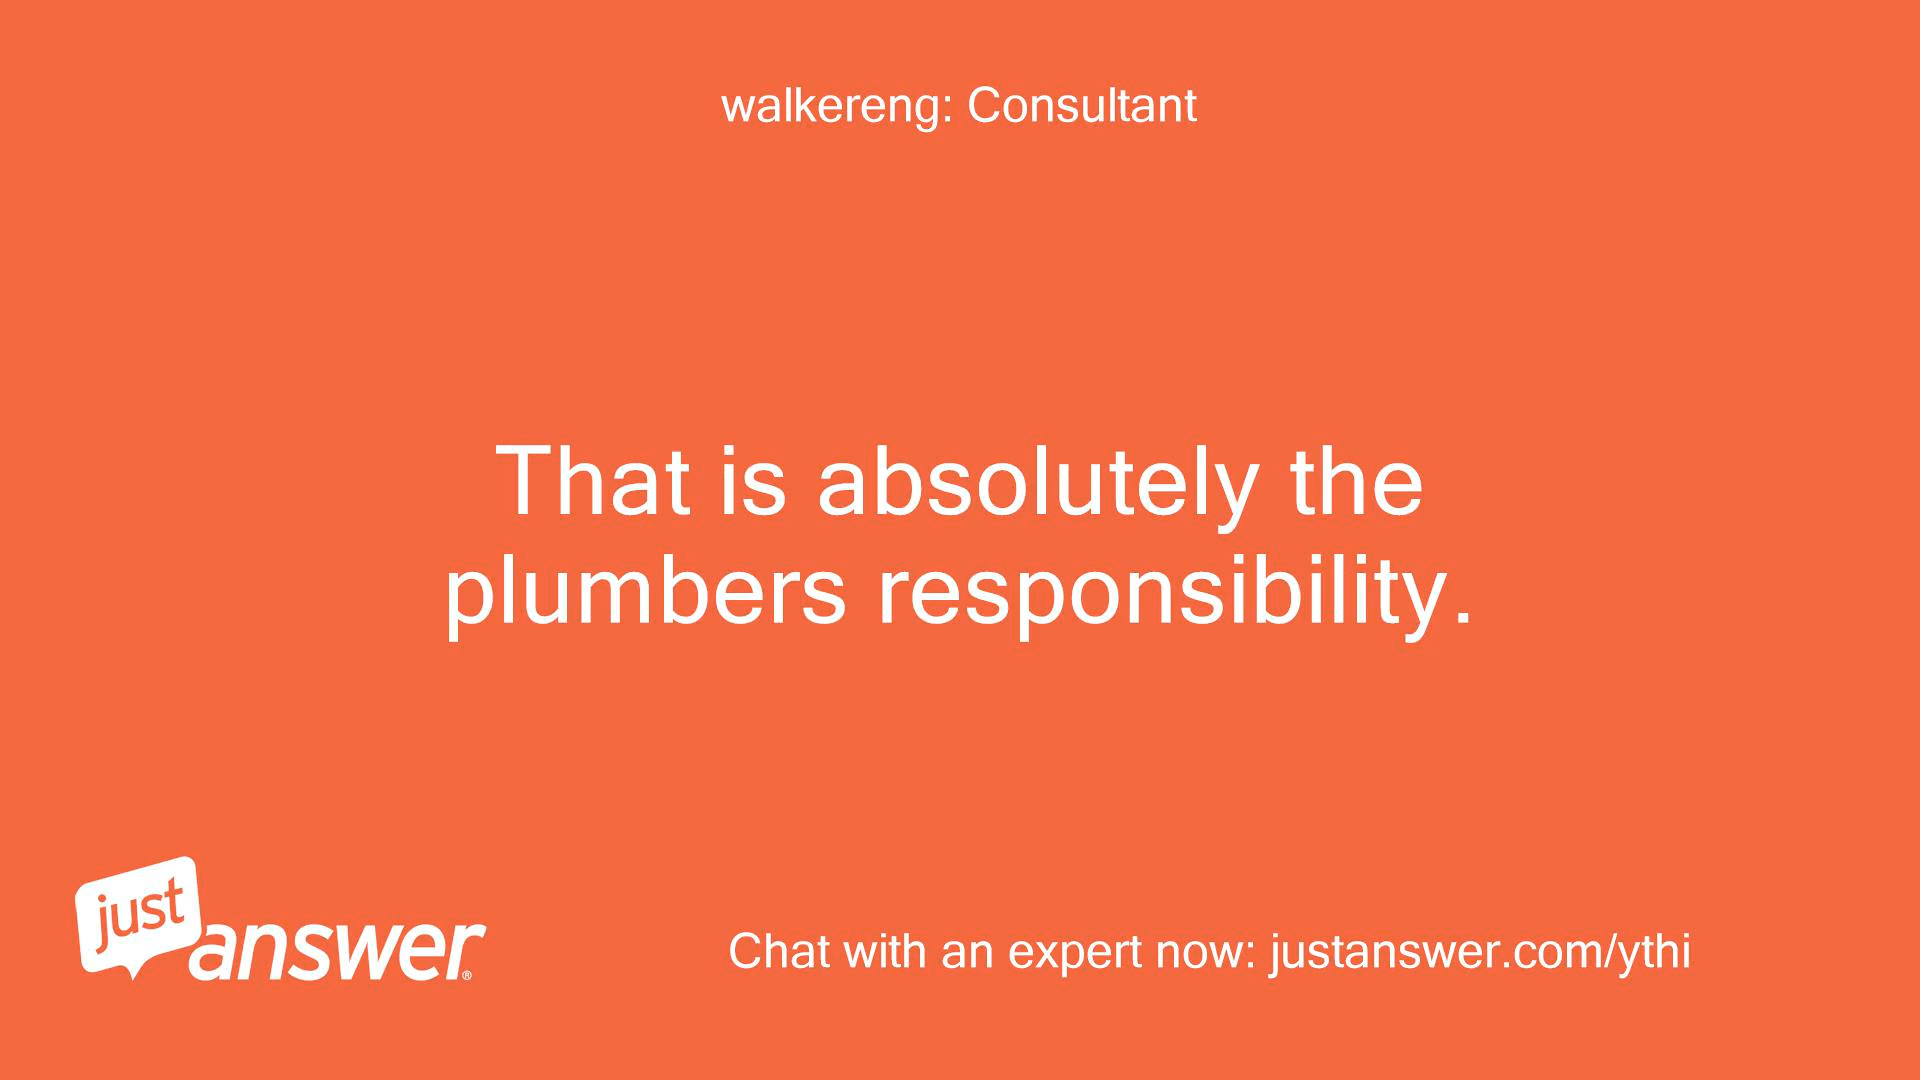 walkereng: Consultant
That is absolutely the
plumbers responsibility.
just
answer®
Chat with an expert now: justanswer.com/ythi